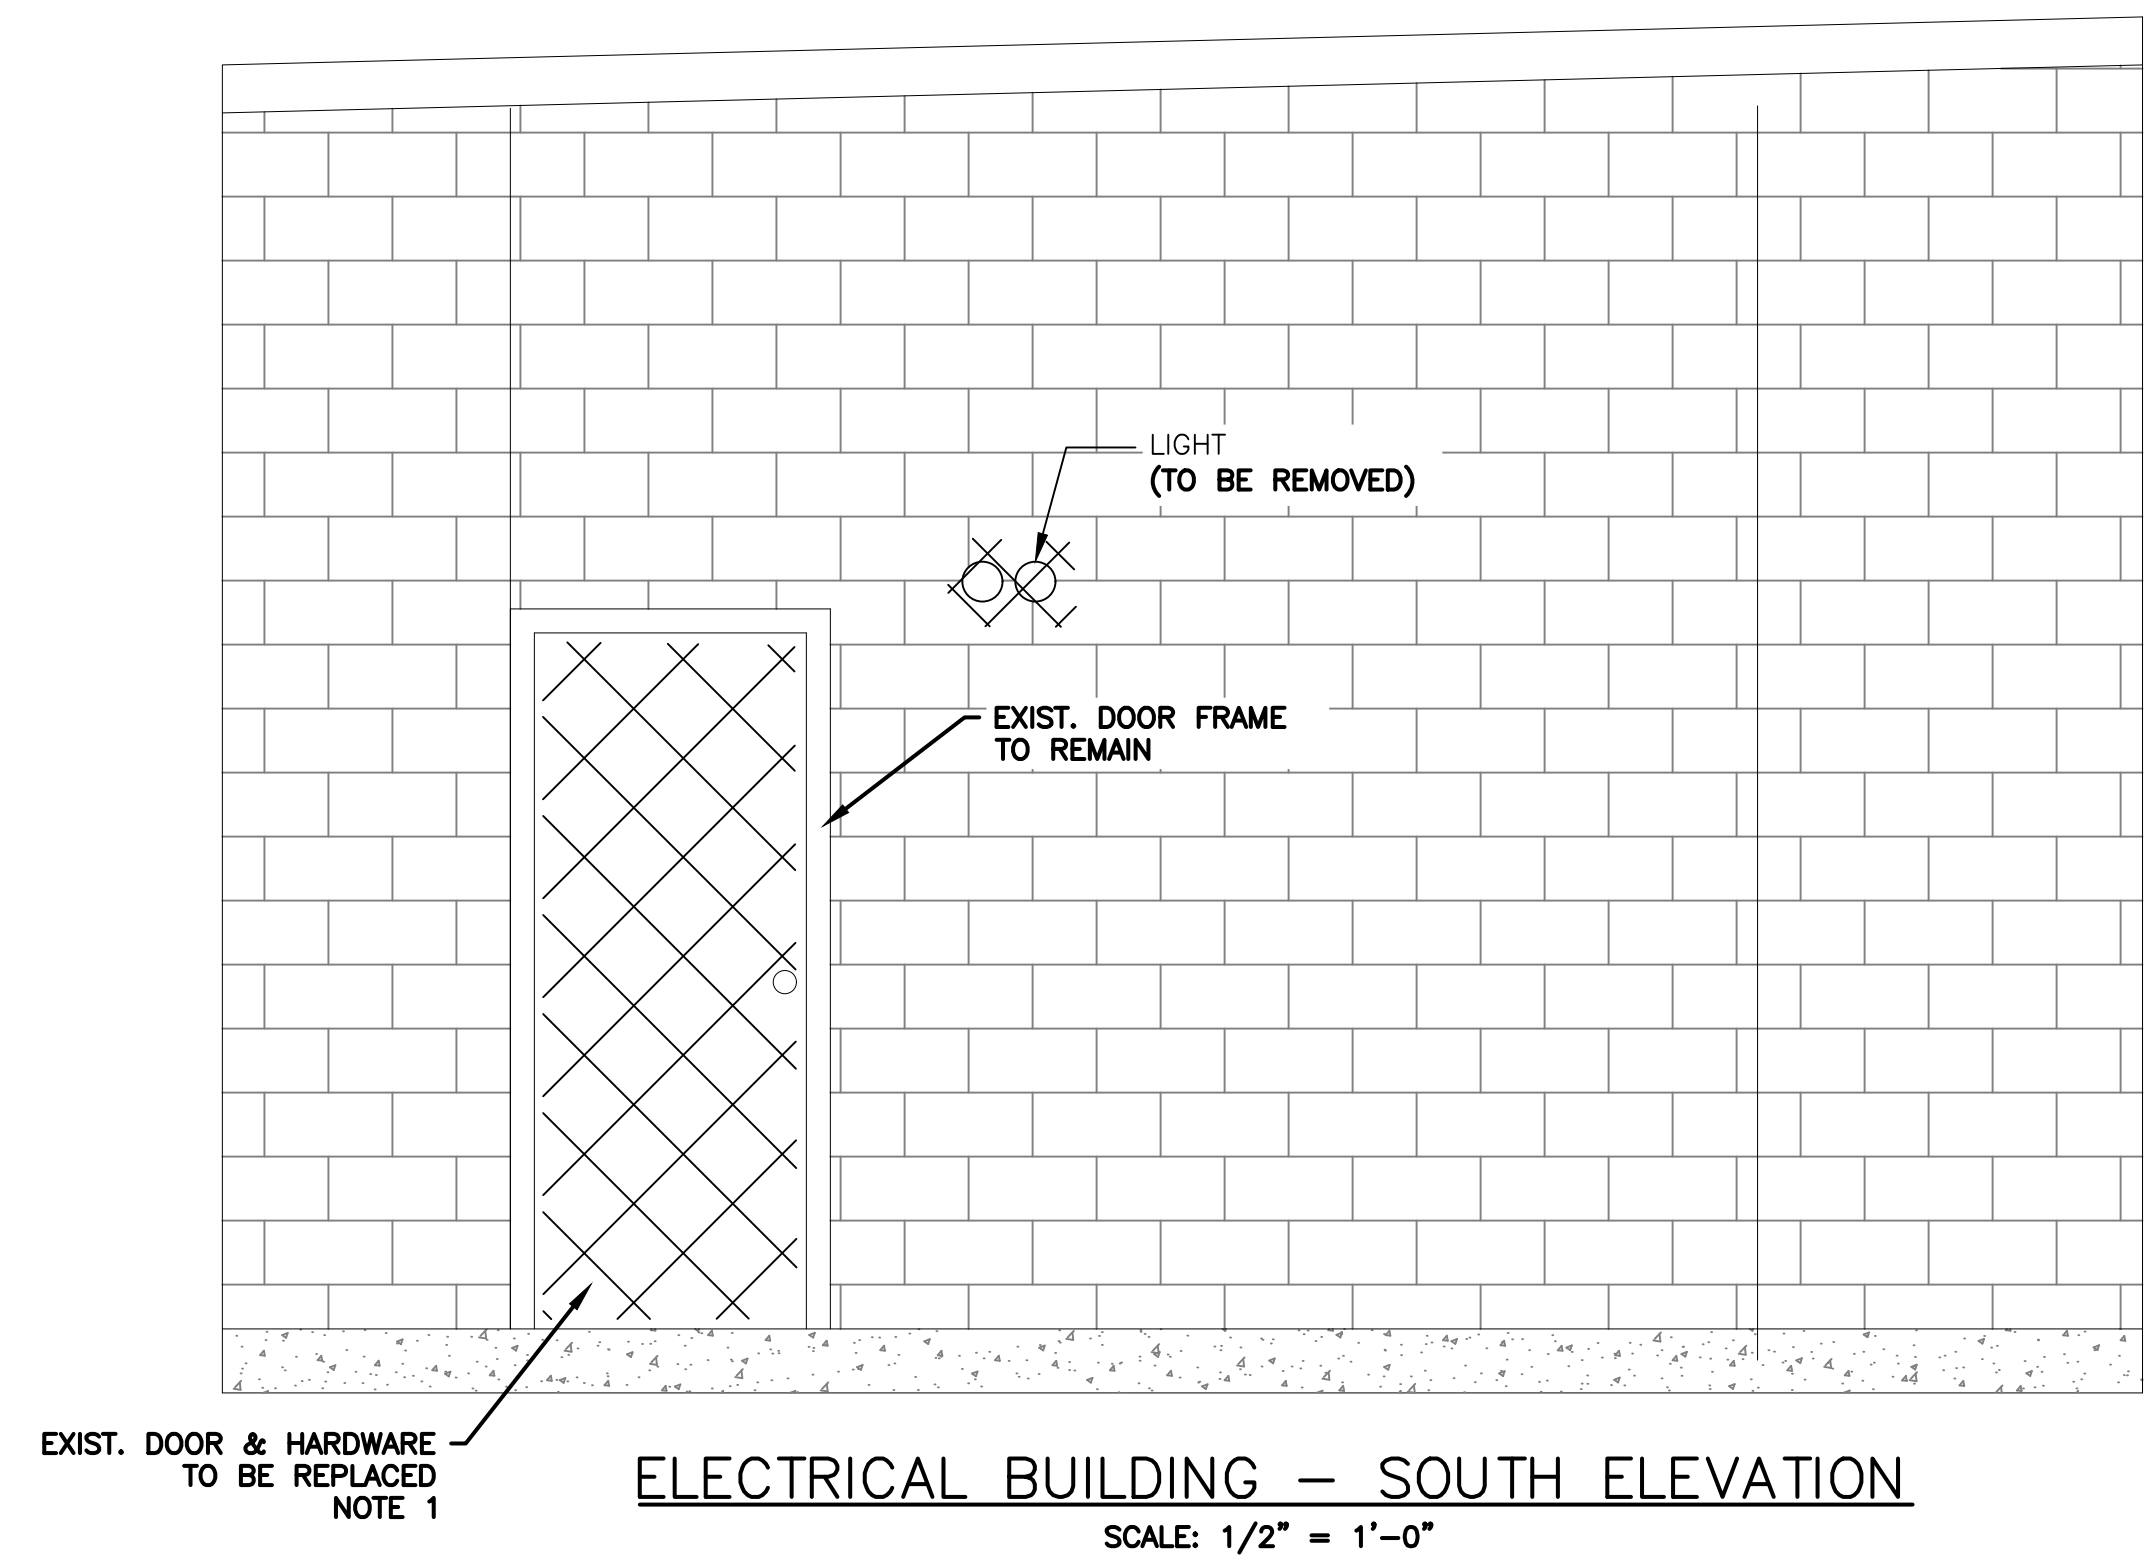 LIGHT
(TO BE REMOVED)
EXIST. DOOR FRAME
TO REMAIN
EXIST. DOOR & HARDWARE
TO BE REPLACED
NOTE 1
ELECTRICAL BUILDING – SOUTH ELEVATION
SCALE: 1/2" = 1'-0"